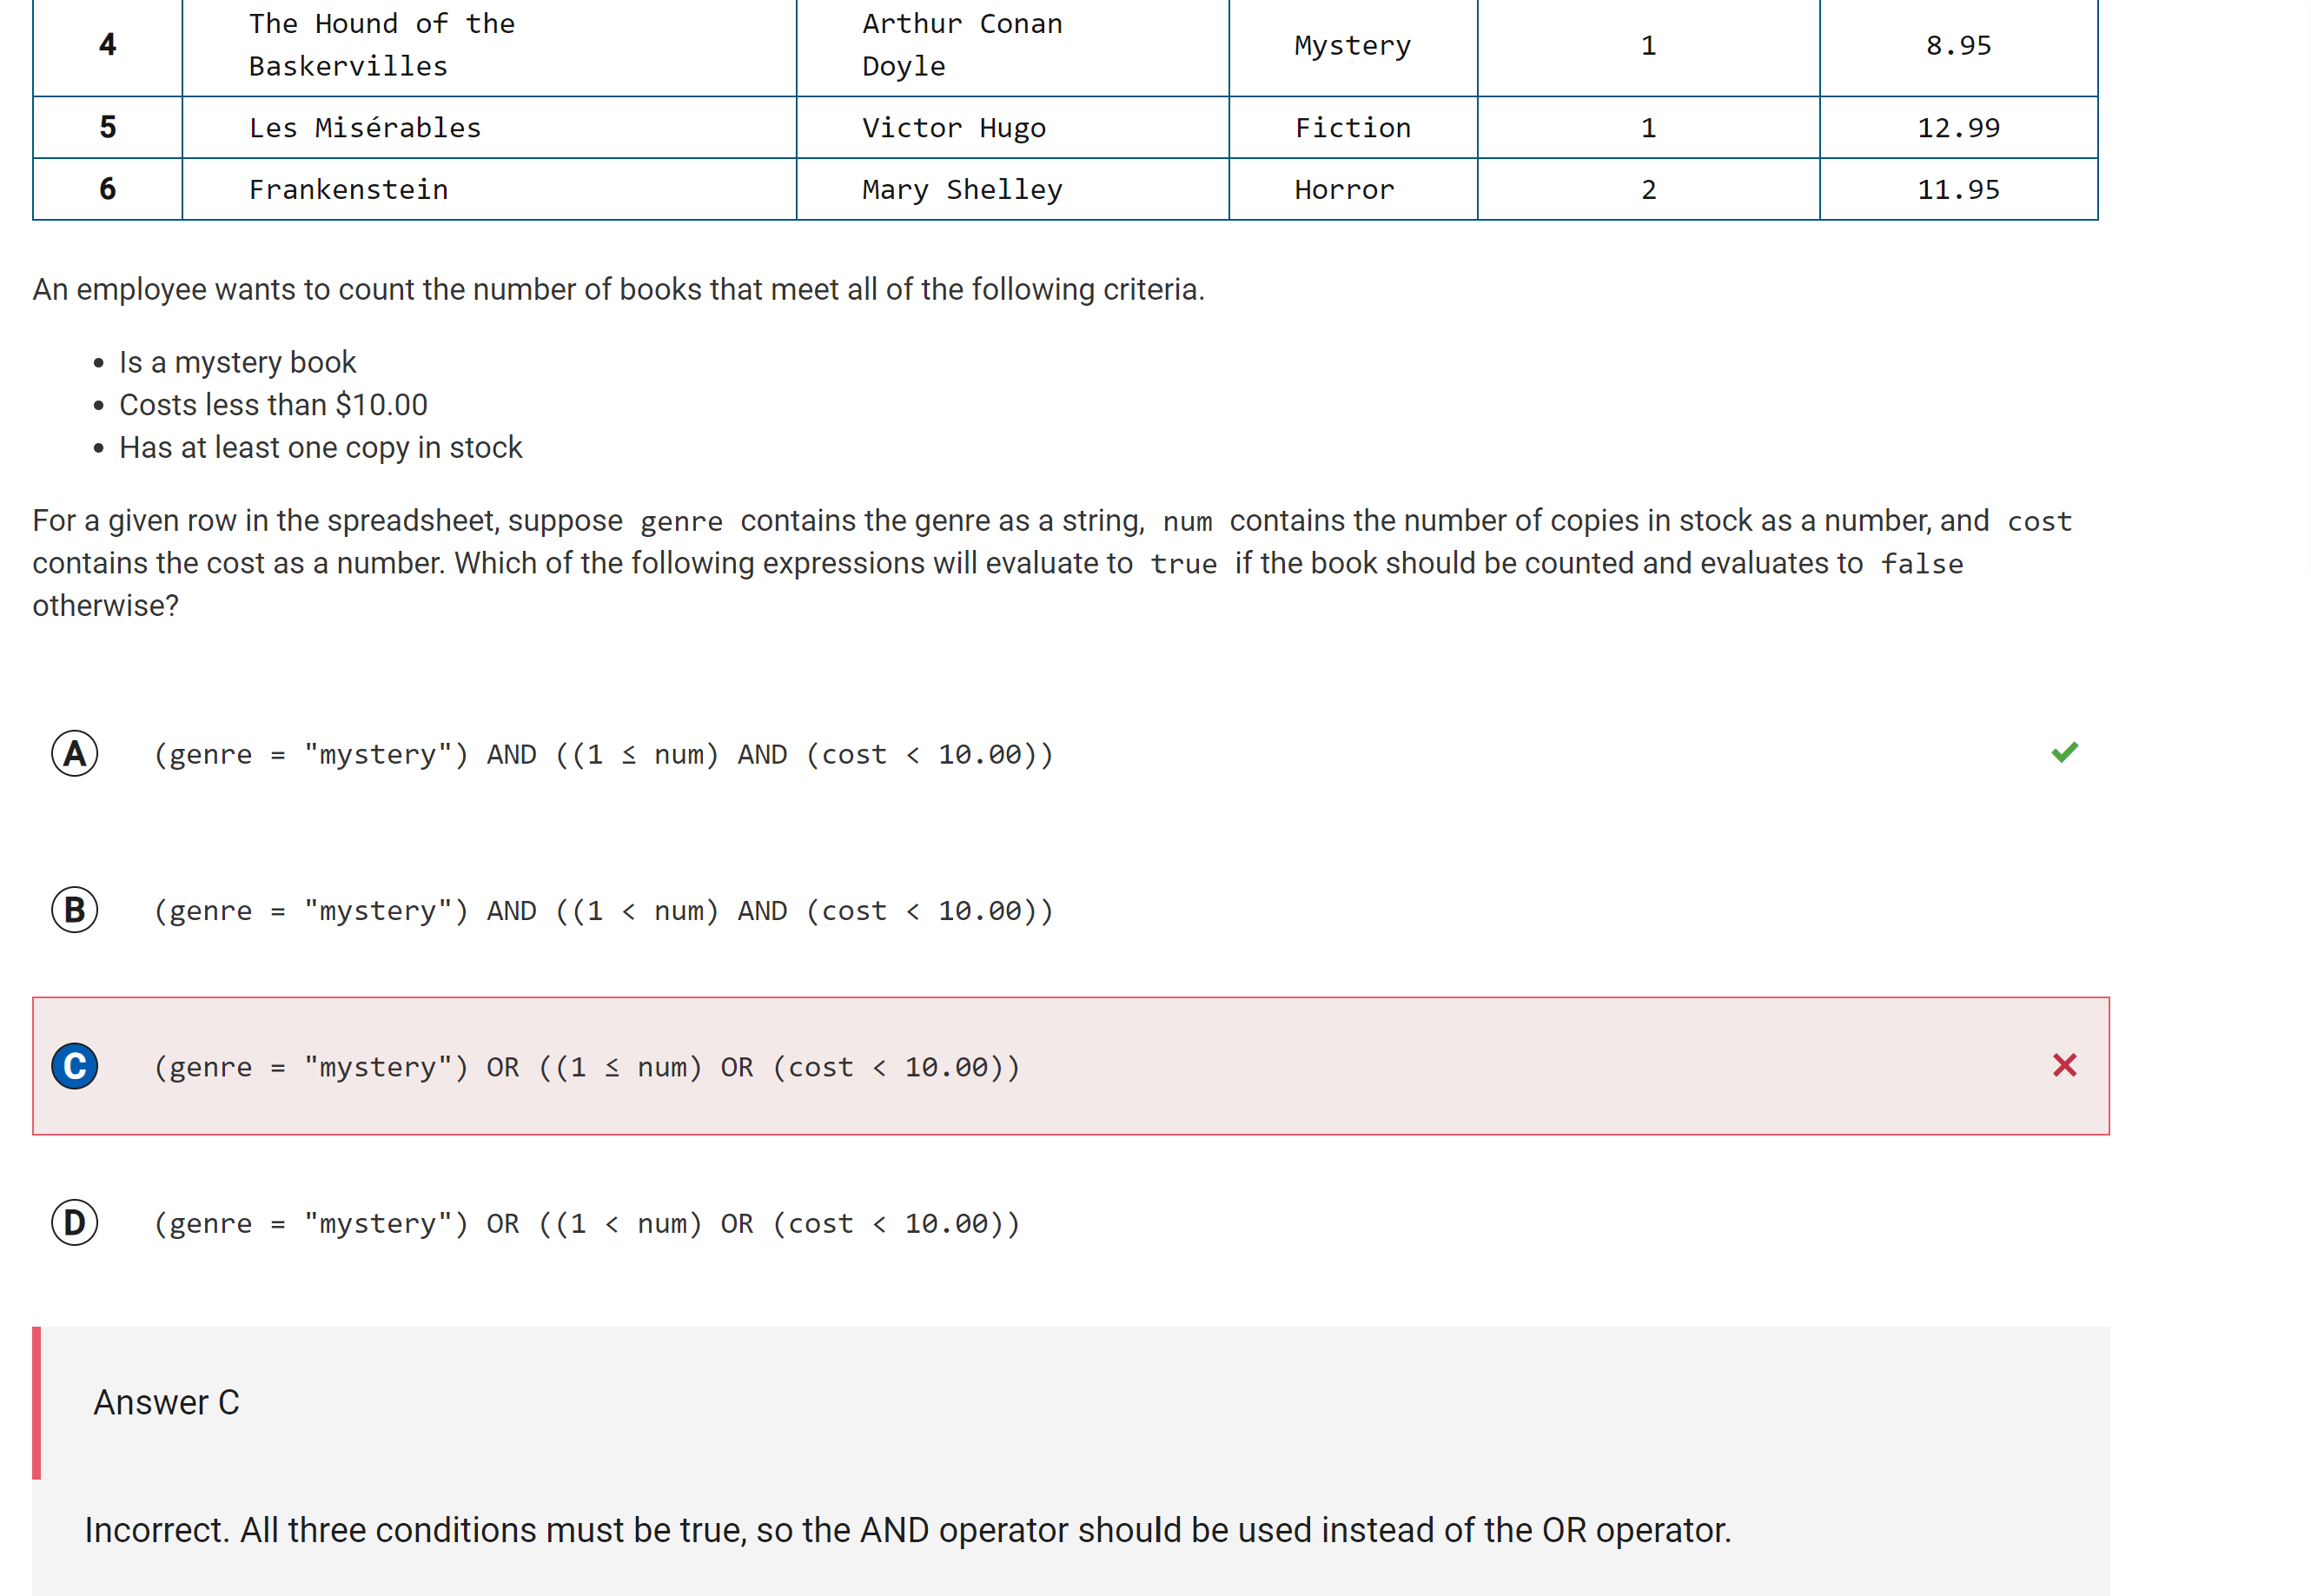 4 The Hound of the Baskervilles Arthur Conan Doyle Mystery 1 8.95
5 Les Misérables Victor Hugo Fiction 1 12.99
6 Frankenstein Mary Shelley Horror 2 11.95
An employee wants to count the number of books that meet all of the following criteria.
• Is a mystery book
• Costs less than $10.00
• Has at least one copy in stock
For a given row in the spreadsheet, suppose genre contains the genre as a string, num contains the number of copies in stock as a number, and cost
contains the cost as a number. Which of the following expressions will evaluate to true if the book should be counted and evaluates to false
otherwise?
A (genre = "mystery") AND ((1 ≤ num) AND (cost < 10.00))
B (genre = "mystery") AND ((1 < num) AND (cost < 10.00))
C (genre = "mystery") OR ((1 ≤ num) OR (cost < 10.00))
D (genre = "mystery") OR ((1 < num) OR (cost < 10.00))
Answer C
Incorrect. All three conditions must be true, so the AND operator should be used instead of the OR operator.